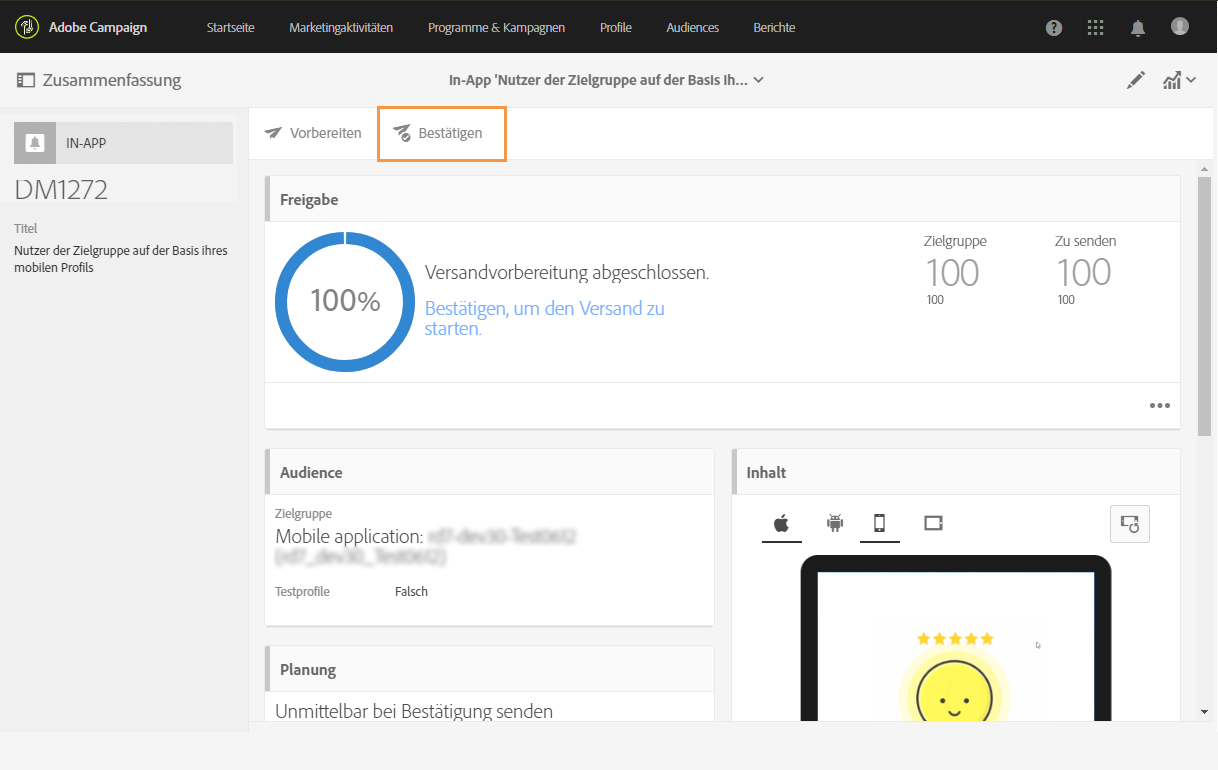 Adobe Campaign
Startseite
Marketingaktivitäten
Programme & Kampagnen
Profile
Audiences
Berichte
Zusammenfassung
In-App 'Nutzer der Zielgruppe auf der Basis ih...
IN-APP
DM1272
Titel
Nutzer der Zielgruppe auf der Basis ihres
mobilen Profils
Vorbereiten
Bestätigen
Freigabe
100%
Versandvorbereitung abgeschlossen.
Bestätigen, um den Versand zu
starten.
Zielgruppe
100
100
Zu senden
100
100
Audience
Zielgruppe
Mobile application:
Testprofile
Falsch
Planung
Unmittelbar bei Bestätigung senden
Inhalt